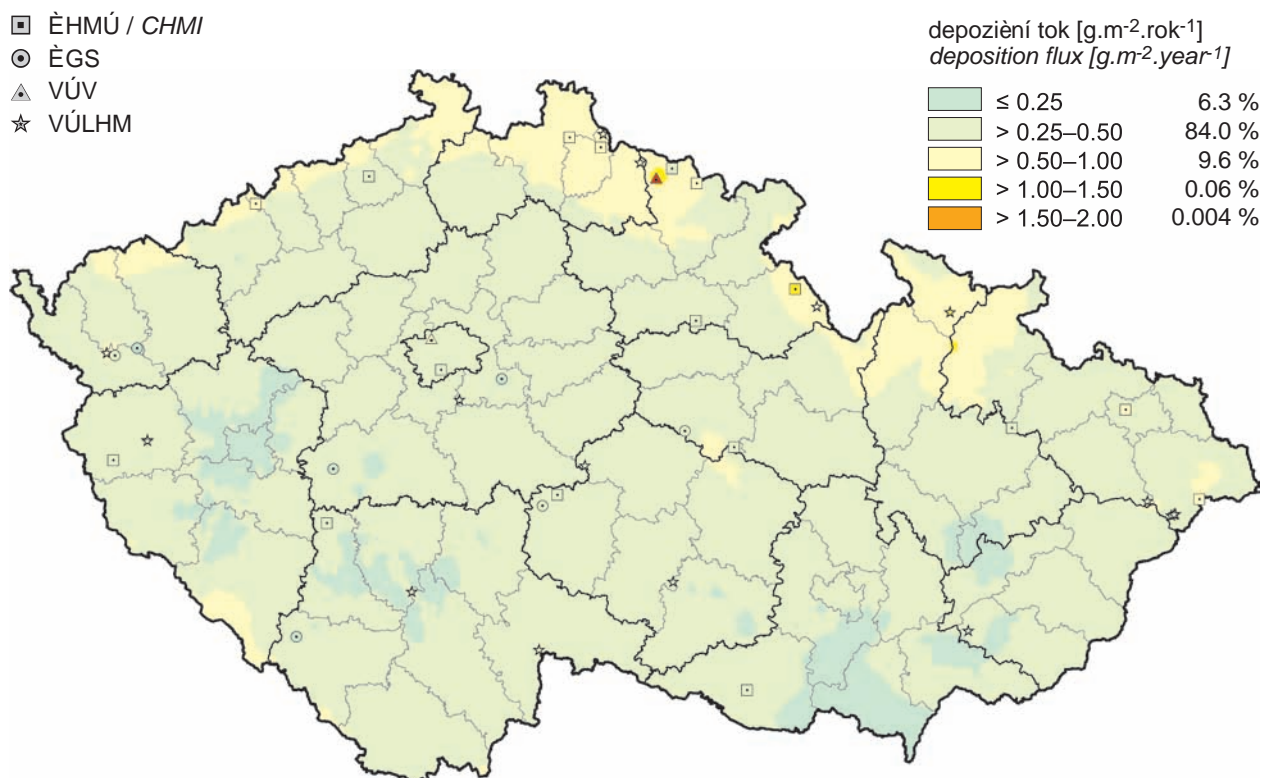 ÈHMÚ / CHMI
ÈGS
VÚV
VÚLHM
depozièní tok [g.m-2.rok-1]
deposition flux [g.m-2.year-1]
≤ 0.25 6.3 %
> 0.25–0.50 84.0 %
> 0.50–1.00 9.6 %
> 1.00–1.50 0.06 %
> 1.50–2.00 0.004 %